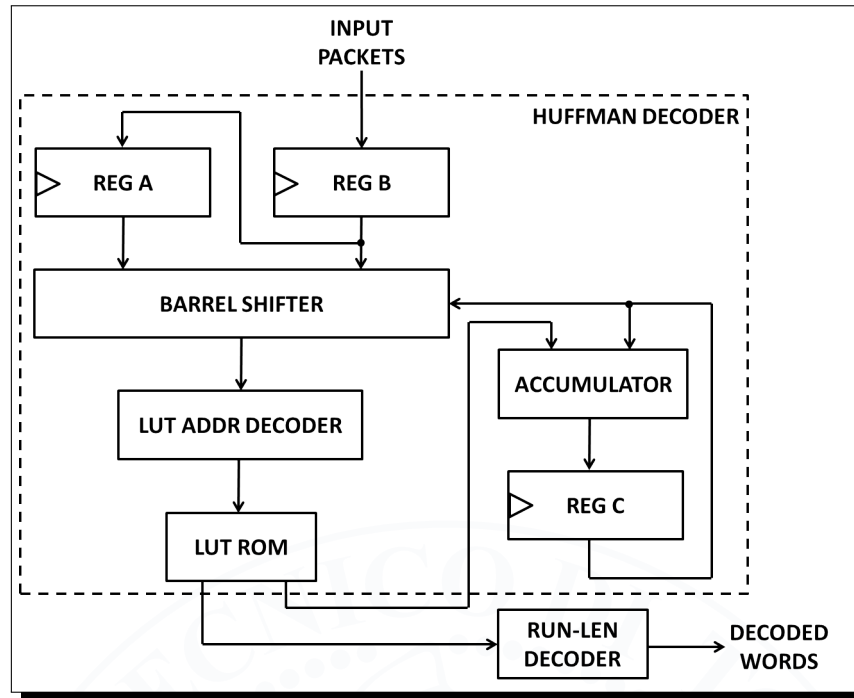 INPUT
PACKETS
HUFFMAN DECODER
REG A
REG B
BARREL SHIFTER
ACCUMULATOR
LUT ADDR DECODER
REG C
LUT ROM
RUN-LEN
DECODER
DECODED
WORDS